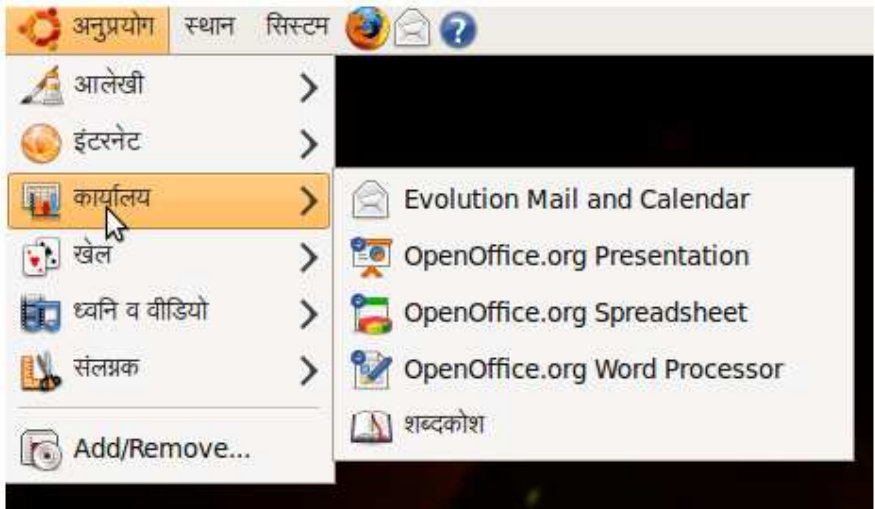 अनुप्रयोग स्थान सिस्टम
आलेखी
इंटरनेट
कार्यालय
खेल
ध्वनि व वीडियो
संलग्नक
Add/Remove...
Evolution Mail and Calendar
OpenOffice.org Presentation
OpenOffice.org Spreadsheet
OpenOffice.org Word Processor
शब्दकोश